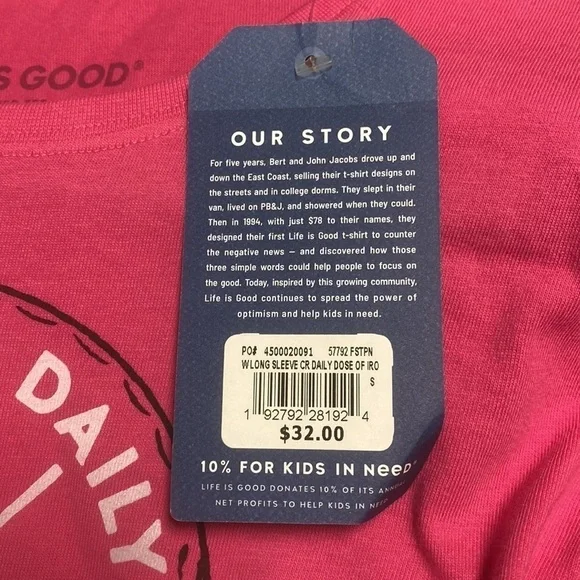 S GOOD®
OUR STORY
For five years, Bert and John Jacobs drove up and
down the East Coast, selling their t-shirt designs on
the streets and in college dorms. They slept in their
van, lived on PB&J, and showered when they could.
Then in 1994, with just $78 to their names, they
designed their first Life is Good t-shirt to counter
the negative news — and discovered how those
three simple words could help people to focus on
the good. Today, inspired by this growing community,
Life is Good continues to spread the power of
optimism and help kids in need.
PO# 4500020091 57792 FSTPN
WLONG SLEEVE CR DAILY DOSE OF IRO
S
1 92792 28192 4
$32.00
10% FOR KIDS IN NeeD®
LIFE IS GOOD DONATES 10% OF ITS ANNUAL
NET PROFITS TO HELP KIDS IN NEED
DAILY